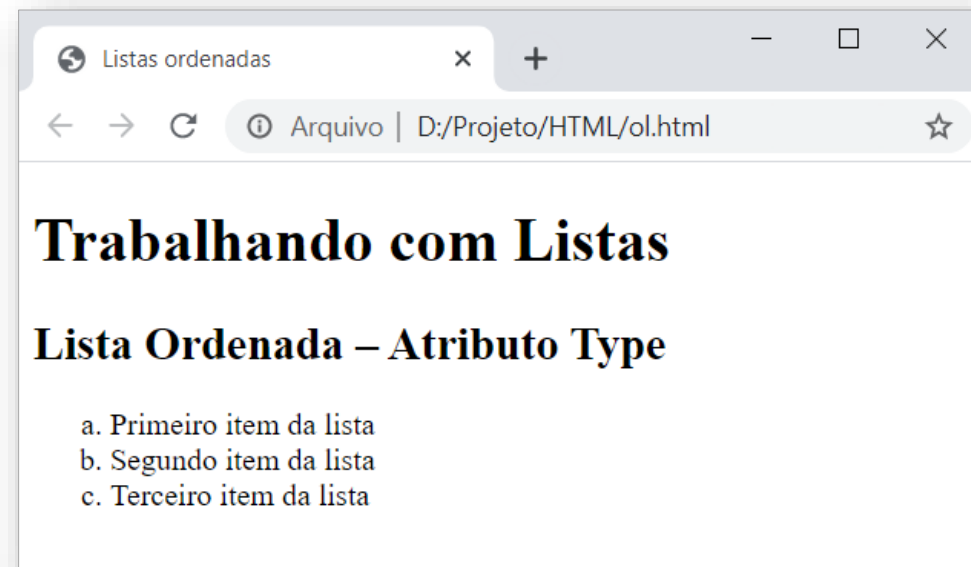 Listas ordenadas
Arquivo | D:/Projeto/HTML/ol.html
Trabalhando com Listas
Lista Ordenada – Atributo Type
a. Primeiro item da lista
b. Segundo item da lista
c. Terceiro item da lista